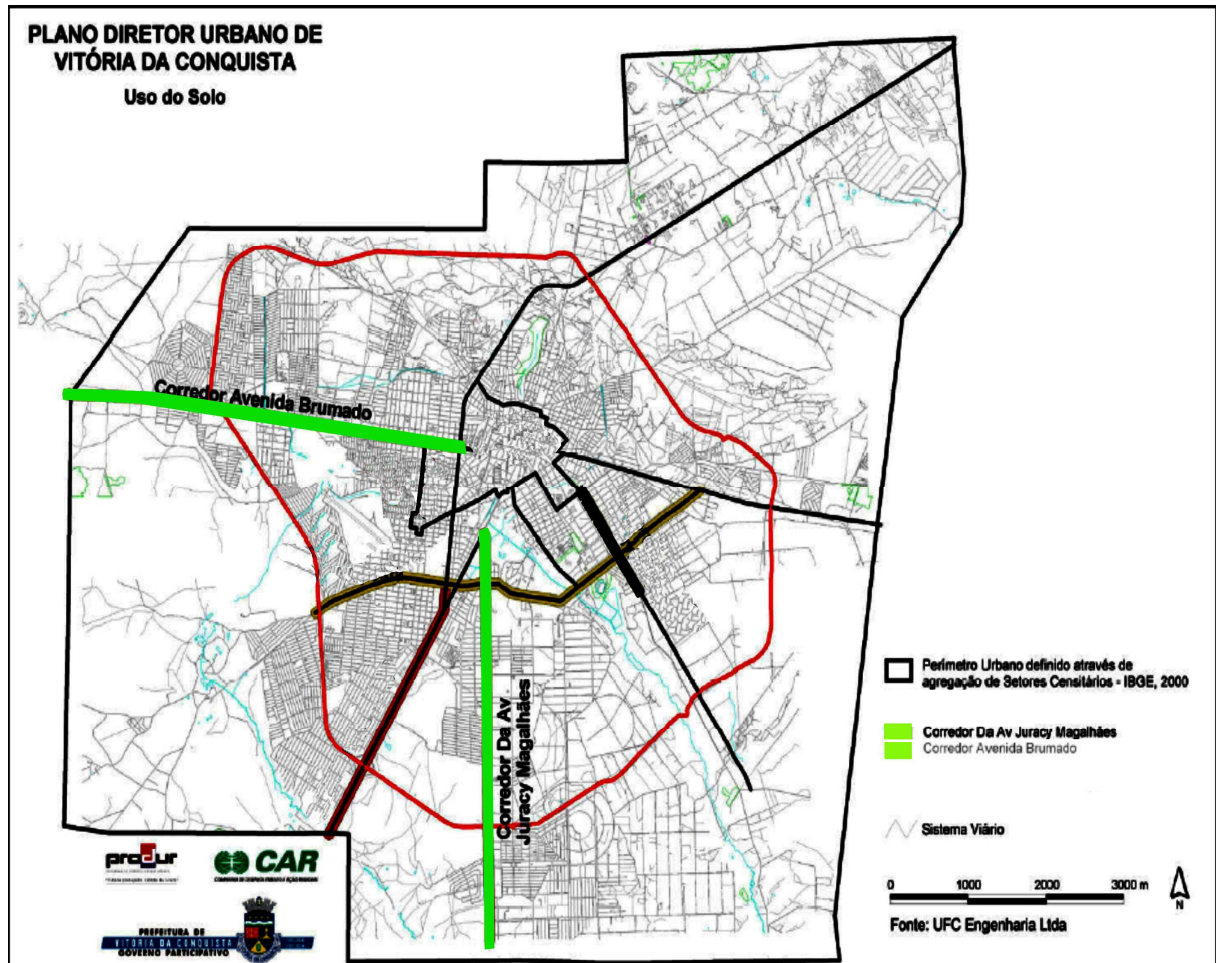 PLANO DIRETOR URBANO DE
VITÓRIA DA CONQUISTA
Uso do Solo
Corredor Avenida Brumado
Corredor Da Av
Juracy Magalhães
Perímetro Urbano definido através de
agregação de Setores Censitários - IBGE, 2000
Corredor Da Av Juracy Magalhães
Corredor Avenida Brumado
Sistema Viário
0 1000 2000 3000 m
N
Fonte: UFC Engenharia Ltda
produr
CAR
PREFEITURA DE
VITÓRIA DA CONQUISTA
GOVERNO PARTICIPATIVO